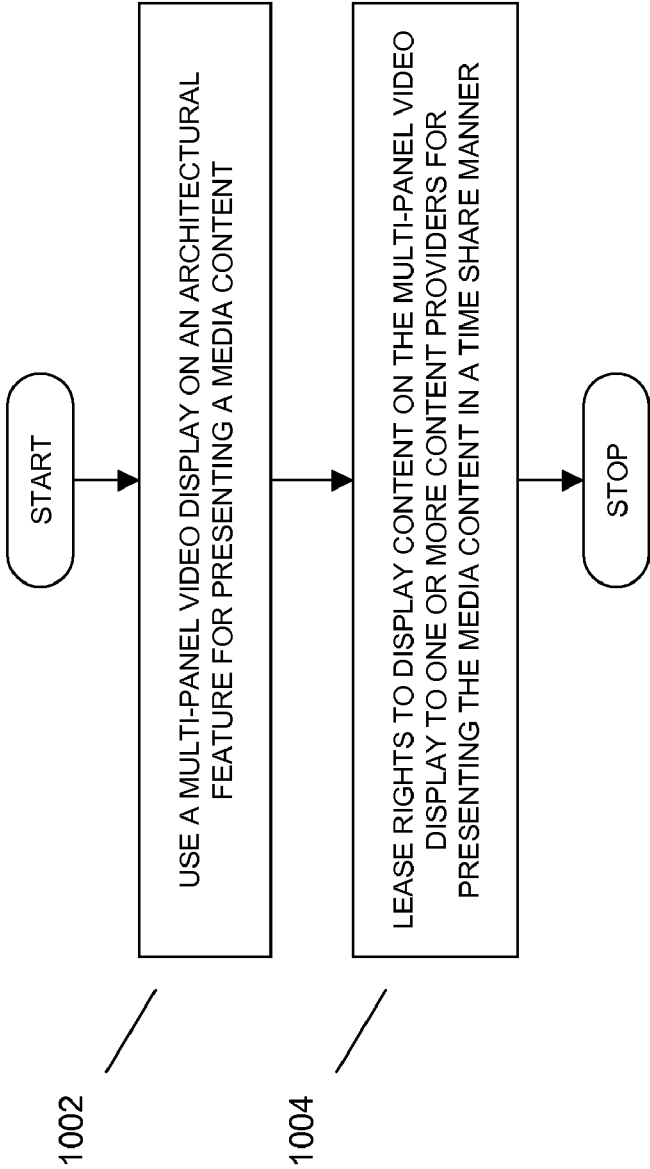 START
1002
USE A MULTI-PANEL VIDEO DISPLAY ON AN ARCHITECTURAL
FEATURE FOR PRESENTING A MEDIA CONTENT
1004
LEASE RIGHTS TO DISPLAY CONTENT ON THE MULTI-PANEL VIDEO
DISPLAY TO ONE OR MORE CONTENT PROVIDERS FOR
PRESENTING THE MEDIA CONTENT IN A TIME SHARE MANNER
STOP